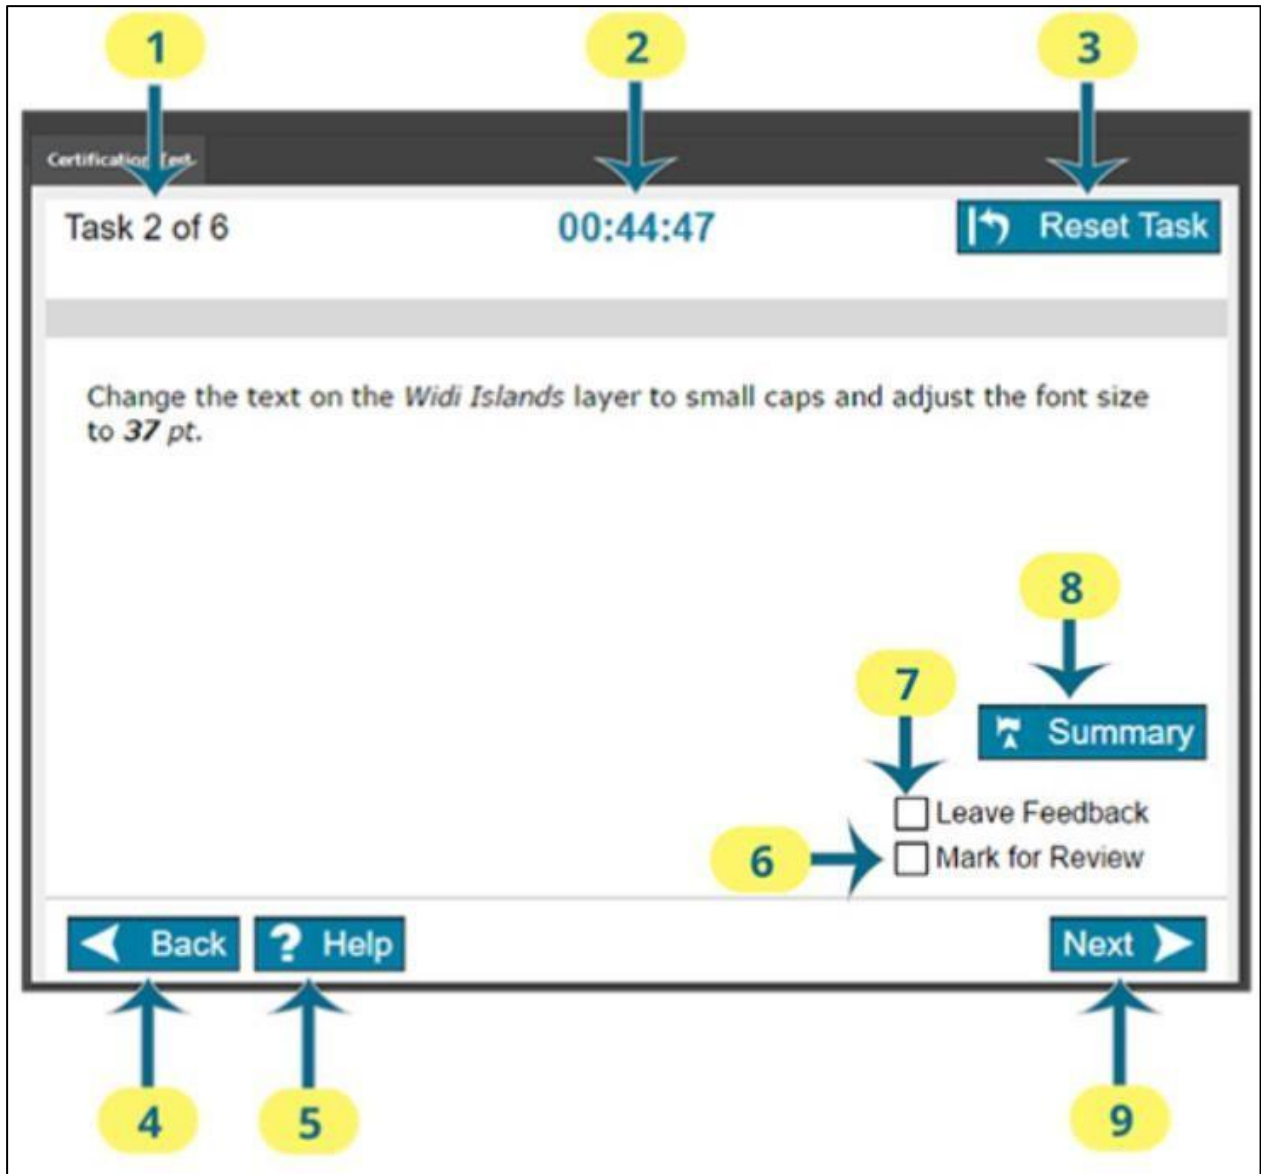 1
2
3
Certification Test
Task 2 of 6
00:44:47
Reset Task
Change the text on the Widi Islands layer to small caps and adjust the font size
to 37 pt.
8
7
Summary
Leave Feedback
6
Mark for Review
Back
? Help
Next
4
5
9